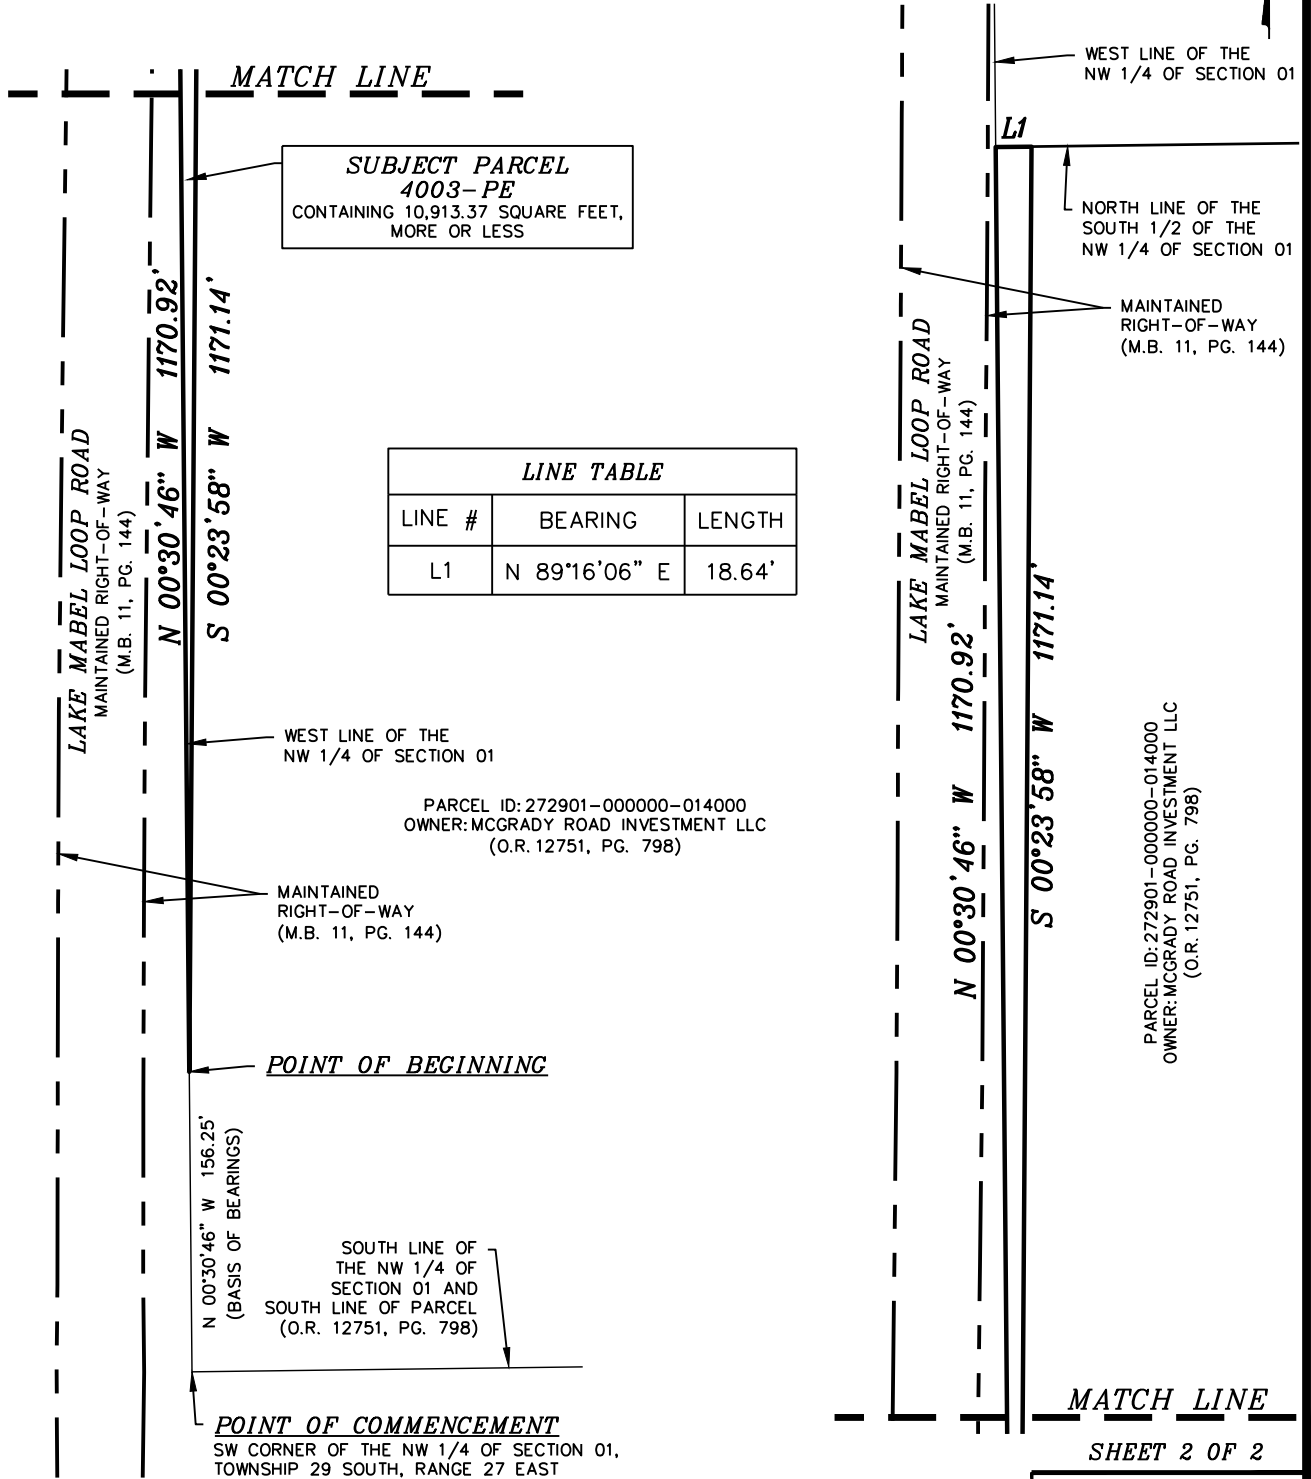 MATCH LINE
SUBJECT PARCEL
4003-PE
CONTAINING 10,913.37 SQUARE FEET,
MORE OR LESS
N 00°30'46" W 1170.92'
S 00°23'58" W 1171.14'
LAKE MABEL LOOP ROAD
MAINTAINED RIGHT-OF-WAY
(M.B. 11, PG. 144)
LINE TABLE
LINE # BEARING LENGTH
L1 N 89°16'06" E 18.64'
WEST LINE OF THE
NW 1/4 OF SECTION 01
PARCEL ID: 272901-000000-014000
OWNER: MCGRADY ROAD INVESTMENT LLC
(O.R. 12751, PG. 798)
MAINTAINED
RIGHT-OF-WAY
(M.B. 11, PG. 144)
POINT OF BEGINNING
N 00°30'46" W 156.25'
(BASIS OF BEARINGS)
SOUTH LINE OF
THE NW 1/4 OF
SECTION 01 AND
SOUTH LINE OF PARCEL
(O.R. 12751, PG. 798)
POINT OF COMMENCEMENT
SW CORNER OF THE NW 1/4 OF SECTION 01,
TOWNSHIP 29 SOUTH, RANGE 27 EAST
WEST LINE OF THE
NW 1/4 OF SECTION 01
L1
NORTH LINE OF THE
SOUTH 1/2 OF THE
NW 1/4 OF SECTION 01
MAINTAINED
RIGHT-OF-WAY
(M.B. 11, PG. 144)
LAKE MABEL LOOP ROAD
MAINTAINED RIGHT-OF-WAY
(M.B. 11, PG. 144)
N 00°30'46" W 1170.92'
S 00°23'58" W 1171.14'
PARCEL ID: 272901-000000-014000
OWNER: MCGRADY ROAD INVESTMENT LLC
(O.R. 12751, PG. 798)
MATCH LINE
SHEET 2 OF 2